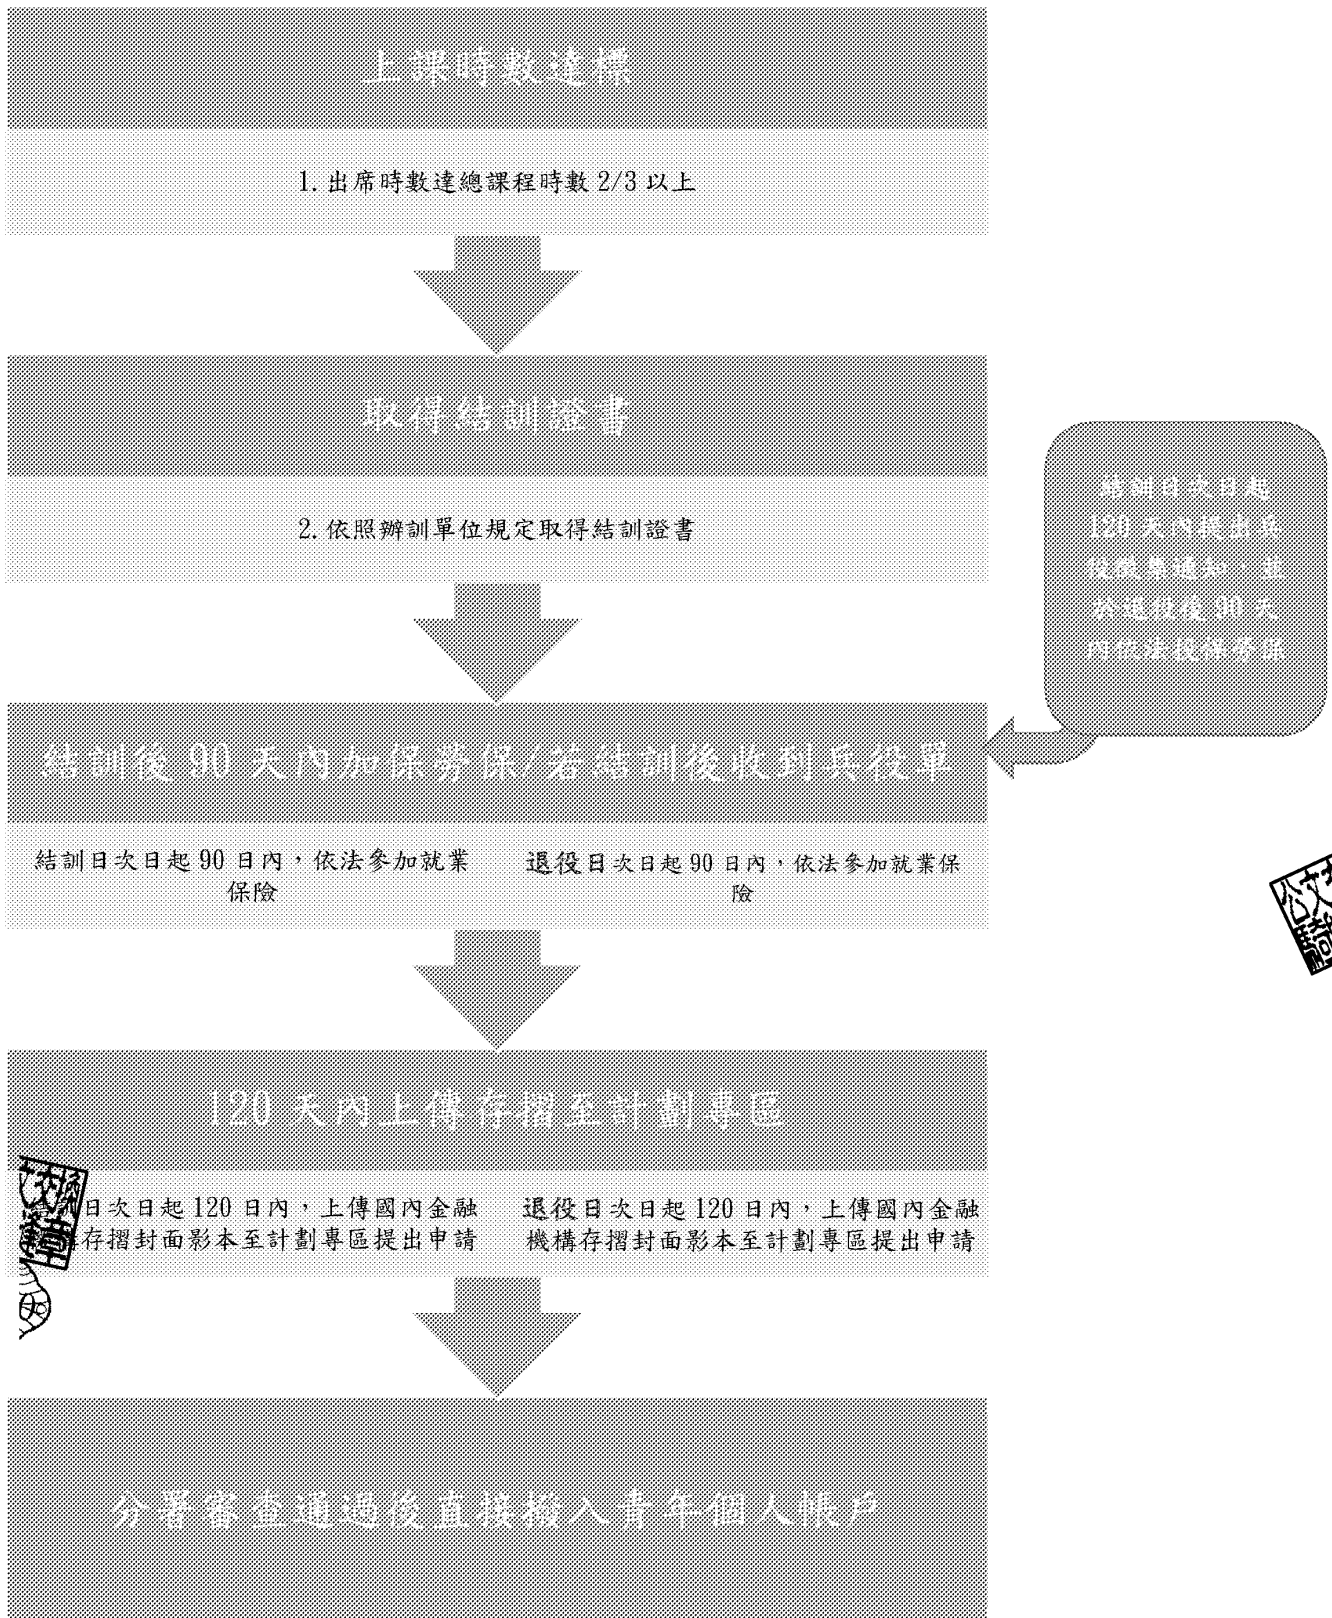 上課時數達標
1. 出席時數達總課程時數 2/3 以上
取得結訓證書
2. 依照辦訓單位規定取得結訓證書
結訓日次日起
120 天內提出兵
役徵集通知，並
於退役後 90 天
內依法投保勞保
結訓後 90 天內加保勞保/若結訓後收到兵役單
結訓日次日起 90 日內，依法參加就業
保險
退役日次日起 90 日內，依法參加就業保
險
120 天內上傳存摺至計劃專區
結訓日次日起 120 日內，上傳國內金融
機構存摺封面影本至計劃專區提出申請
退役日次日起 120 日內，上傳國內金融
機構存摺封面影本至計劃專區提出申請
分署審查通過後直接撥入青年個人帳戶